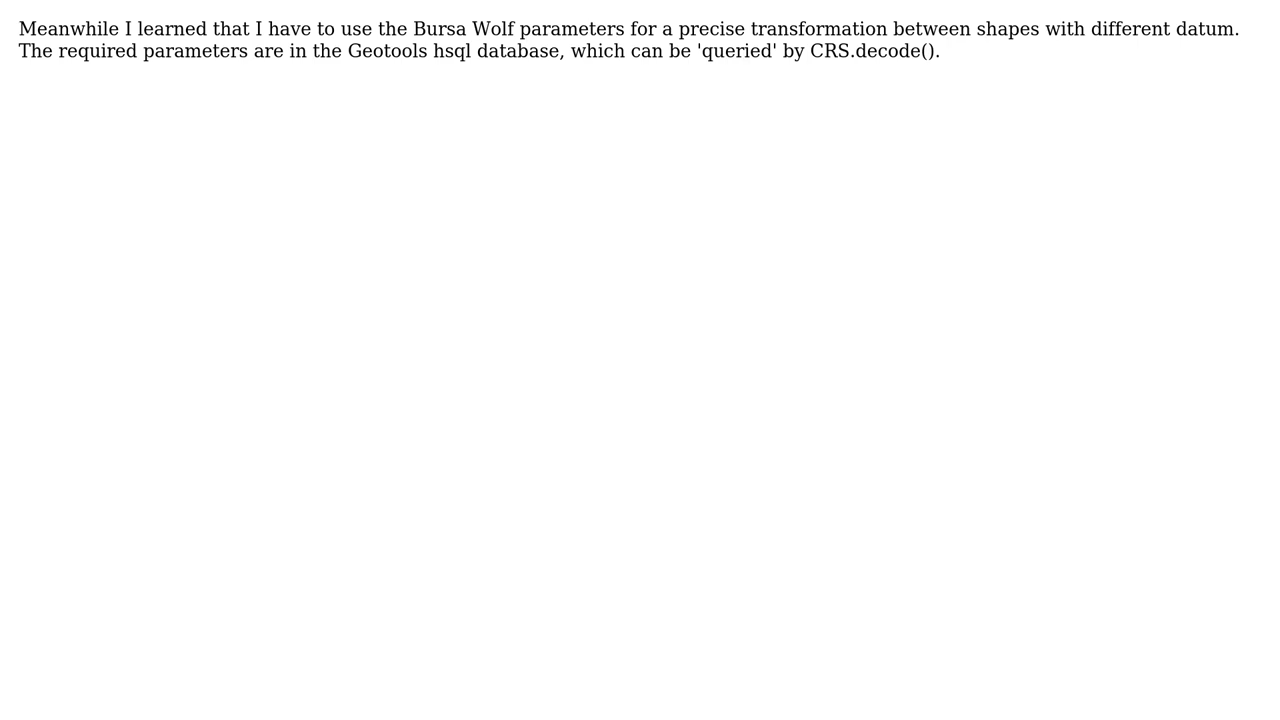 Meanwhile I learned that I have to use the Bursa Wolf parameters for a precise transformation between shapes with different datum.
The required parameters are in the Geotools hsql database, which can be 'queried' by CRS.decode().